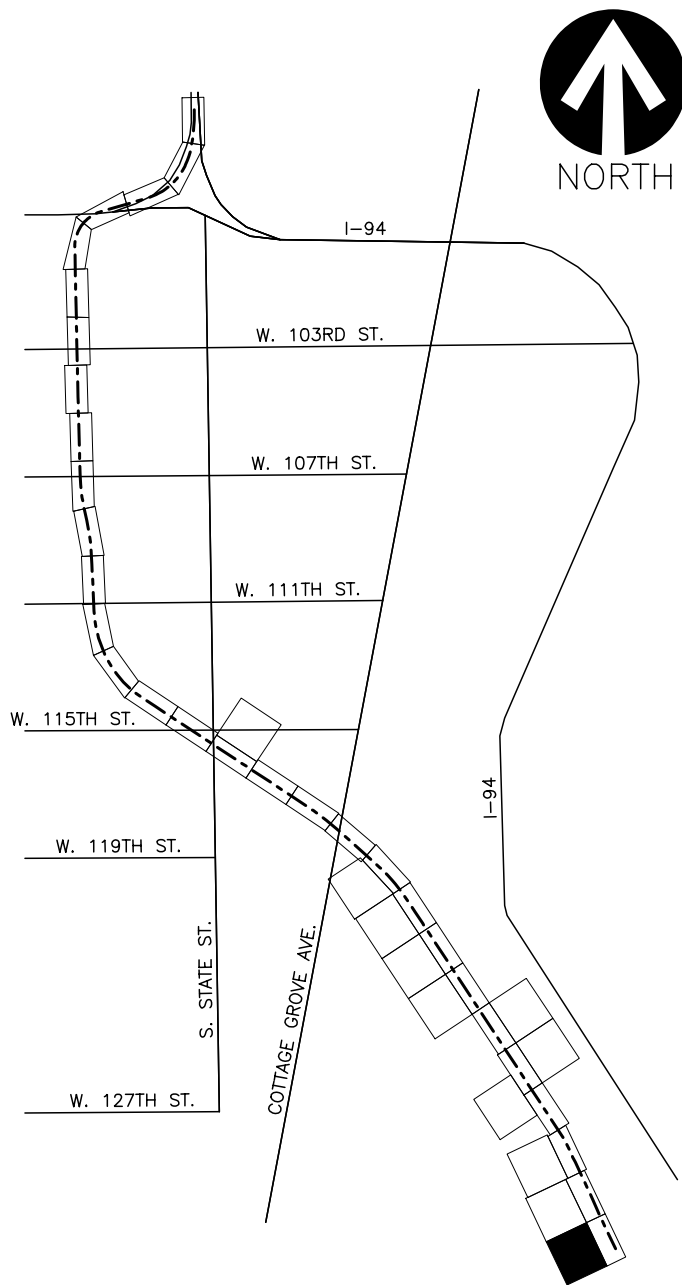 NORTH
I-94
W. 103RD ST.
W. 107TH ST.
W. 111TH ST.
W. 115TH ST.
I-94
W. 119TH ST.
S. STATE ST.
COTTAGE GROVE AVE.
W. 127TH ST.